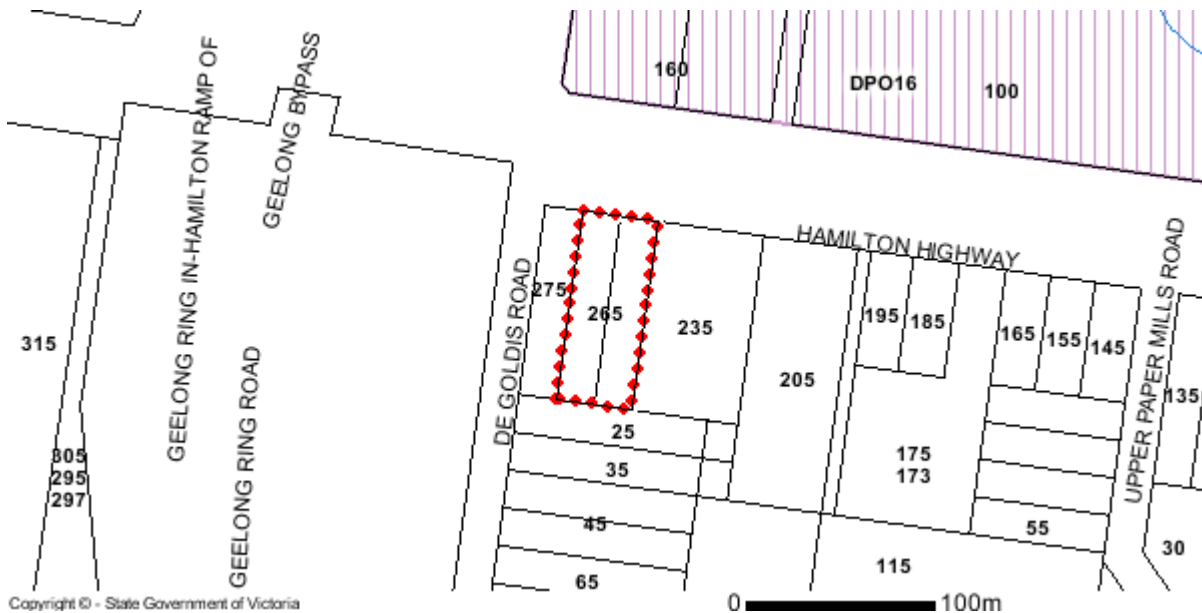 160
DPO16
100
GEELONG RING IN-HAMILTON RAMP OF
GEELONG BYPASS
HAMILTON HIGHWAY
UPPER PAPER MILLS ROAD
DE GOLDIS ROAD
GEELONG RING ROAD
275
265
235
195
185
165
155
145
135
315
205
25
35
45
65
305
295
297
175
173
55
30
115
Copyright © - State Government of Victoria
0 100m